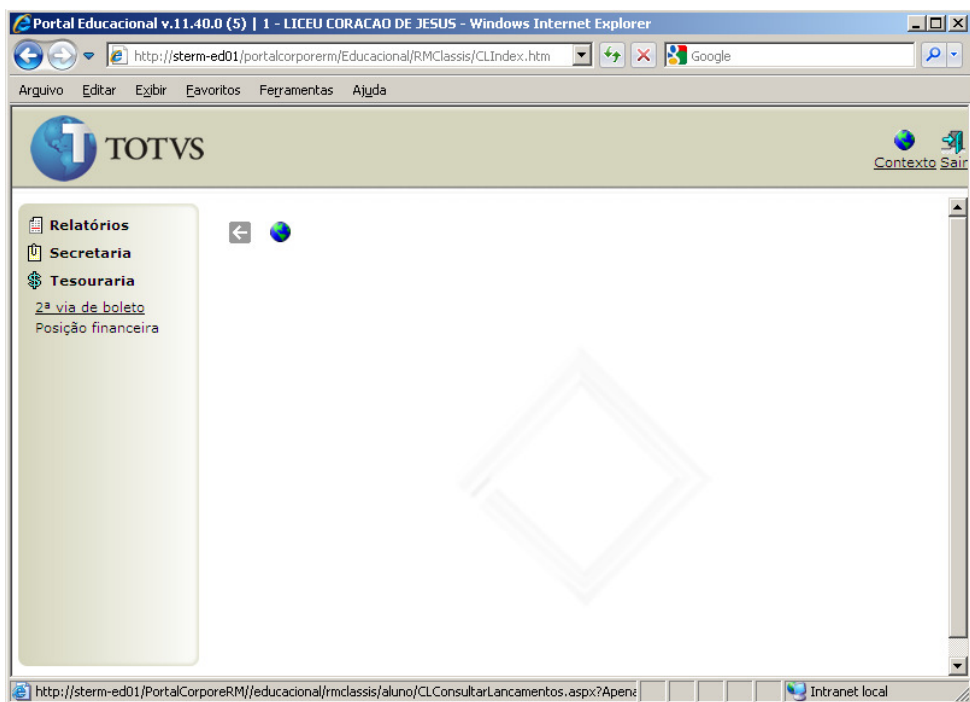 Portal Educacional v.11.40.0 (5) | 1 - LICEU CORACAO DE JESUS - Windows Internet Explorer
http://sterm-ed01/portalcorporerm/Educacional/RMClassis/CLIndex.htm
Google
Arquivo Editar Exibir Favoritos Ferramentas Ajuda
TOTVS
Contexto Sair
Relatórios
Secretaria
Tesouraria
2ª via de boleto
Posição financeira
http://sterm-ed01/PortalCorporeRM//educacional/rmclassis/aluno/CLConsultarLancamentos.aspx?Apena
Intranet local